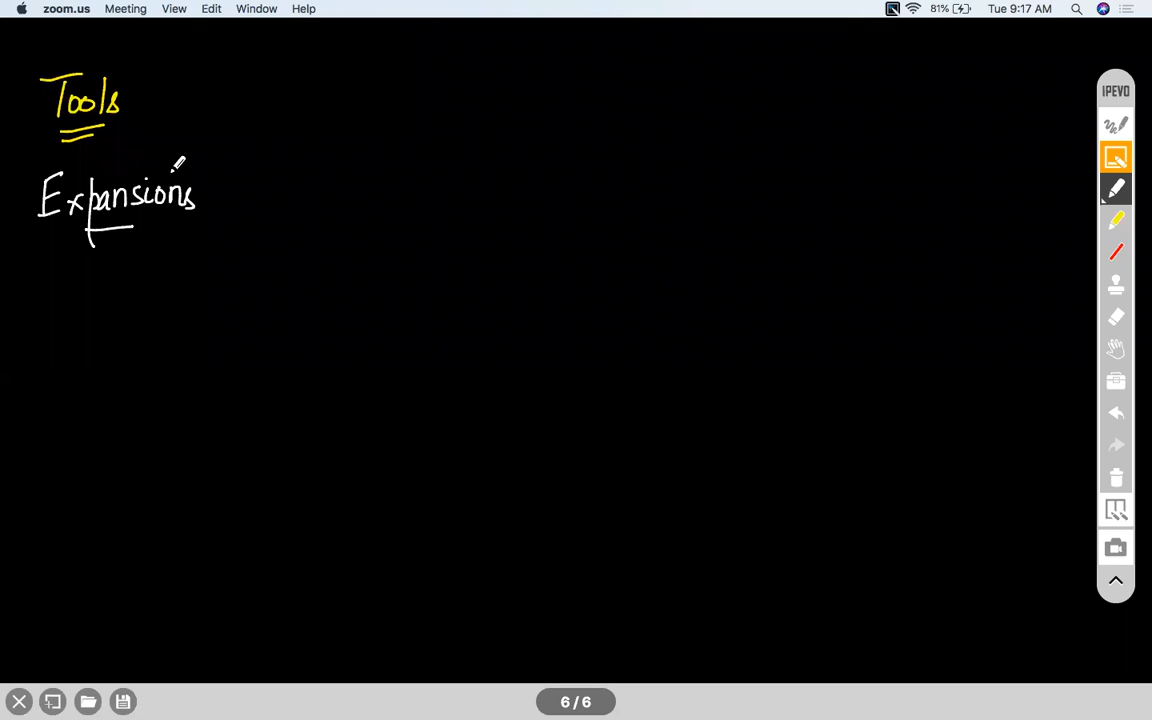 zoom.us Meeting View Edit Window Help 81% Tue 9:17 AM
IPEVO
Tools
Expansions
6 / 6